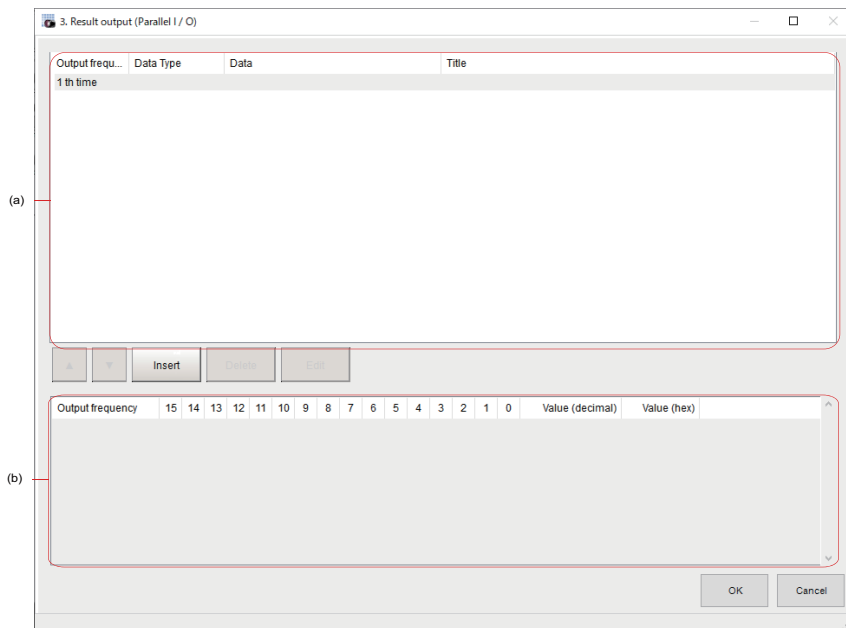 3. Result output (Parallel I / O)
Output frequ... Data Type Data Title
1 th time
(a)
▲ ▼ Insert Delete Edit
Output frequency 15 14 13 12 11 10 9 8 7 6 5 4 3 2 1 0 Value (decimal) Value (hex)
(b)
OK Cancel